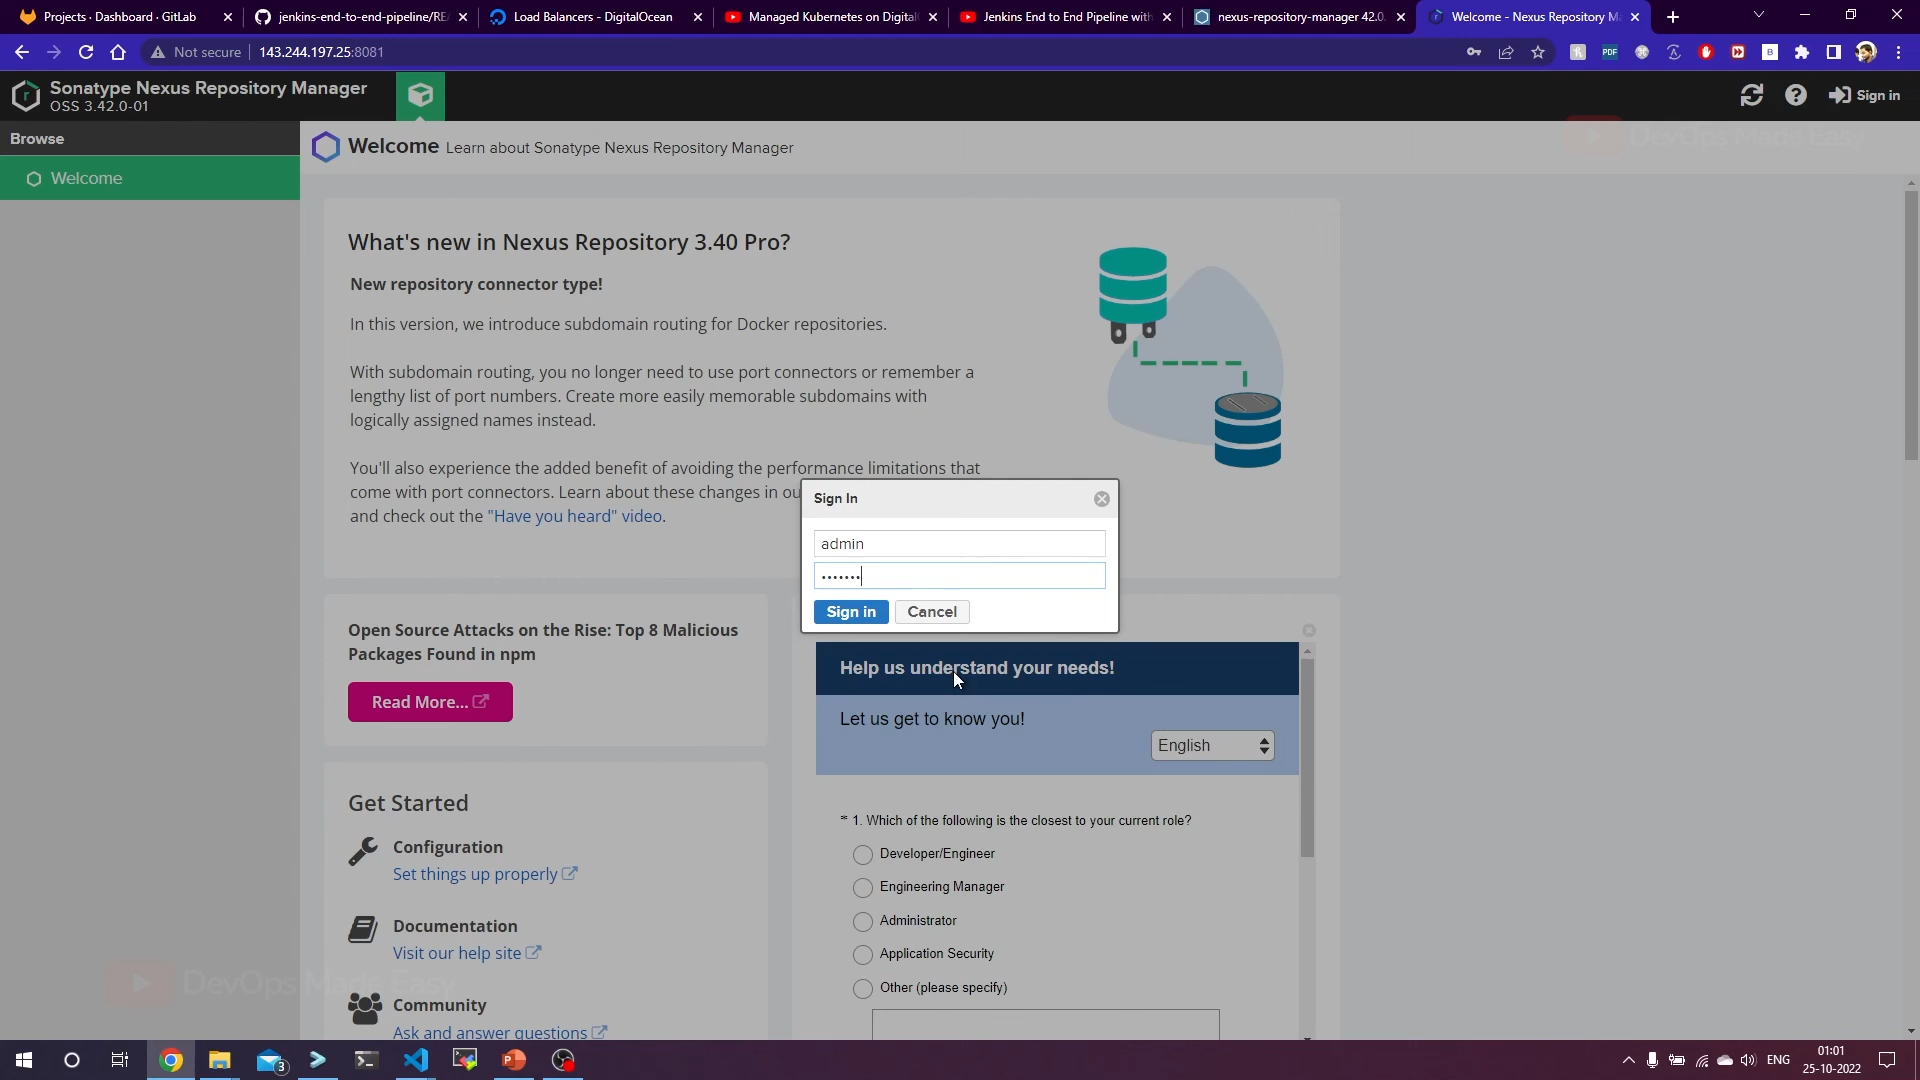 Projects · Dashboard · GitLab
jenkins-end-to-end-pipeline/RE
Load Balancers - DigitalOcean
Managed Kubernetes on Digital
Jenkins End to End Pipeline with
nexus-repository-manager 42.0.
Welcome - Nexus Repository M
Not secure
143.244.197.25:8081
PDF
Sonatype Nexus Repository Manager
OSS 3.42.0-01
Sign in
Browse
Welcome Learn about Sonatype Nexus Repository Manager
DevOps Made Easy
Welcome
What's new in Nexus Repository 3.40 Pro?
New repository connector type!
In this version, we introduce subdomain routing for Docker repositories.
With subdomain routing, you no longer need to use port connectors or remember a
lengthy list of port numbers. Create more easily memorable subdomains with
logically assigned names instead.
You'll also experience the added benefit of avoiding the performance limitations that
come with port connectors. Learn about these changes in ou
and check out the "Have you heard" video.
Sign In
admin
•••••••
Sign in
Cancel
Open Source Attacks on the Rise: Top 8 Malicious
Packages Found in npm
Read More...
Help us understand your needs!
Let us get to know you!
English
* 1. Which of the following is the closest to your current role?
Developer/Engineer
Engineering Manager
Administrator
Application Security
Other (please specify)
Get Started
Configuration
Set things up properly
Documentation
Visit our help site
DevOps Made Easy
Community
Ask and answer questions
3
ENG
01:01
25-10-2022